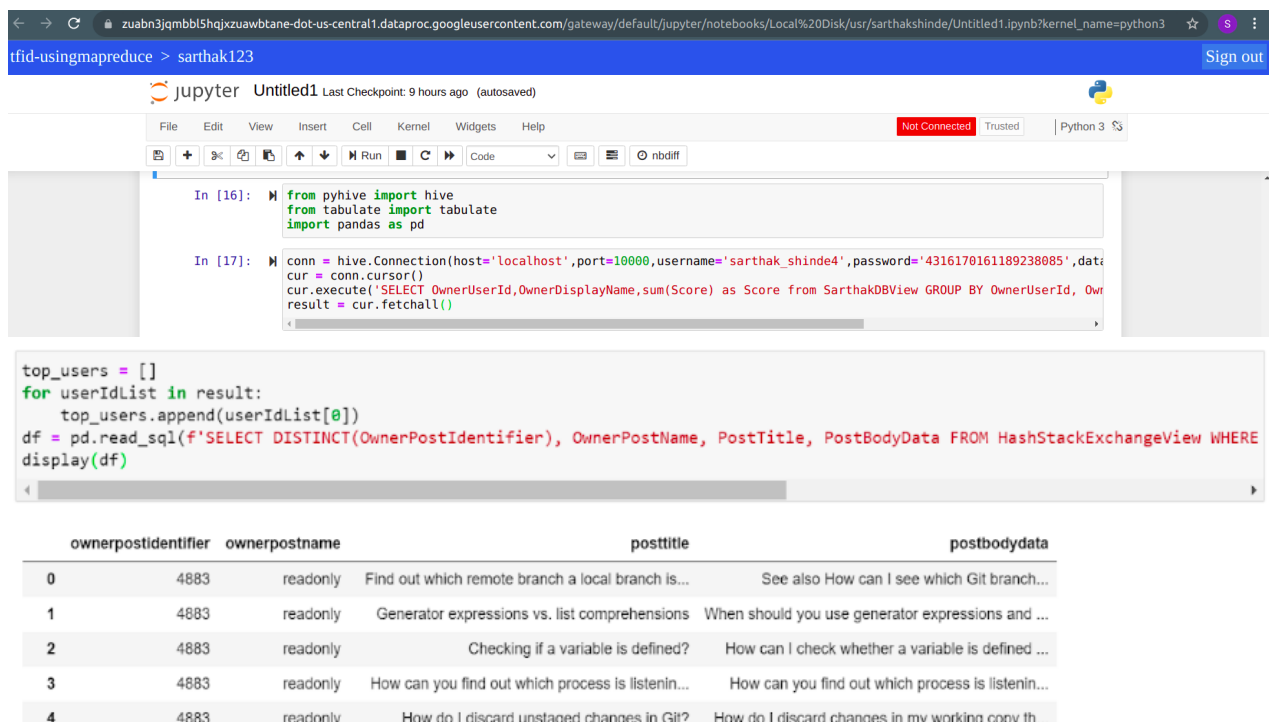 zuabn3jqmbbl5hqjxzuawbtane-dot-us-central1.dataproc.googleusercontent.com/gateway/default/jupyter/notebooks/Local%20Disk/usr/sarthakshinde/Untitled1.ipynb?kernel_name=python3 S
tfid-usingmapreduce > sarthak123 Sign out
jupyter Untitled1 Last Checkpoint: 9 hours ago (autosaved)
File Edit View Insert Cell Kernel Widgets Help Not Connected Trusted Python 3
Run Code nbdiff
In [16]: from pyhive import hive
from tabulate import tabulate
import pandas as pd
In [17]: conn = hive.Connection(host='localhost',port=10000,username='sarthak_shinde4',password='4316170161189238085',data
cur = conn.cursor()
cur.execute('SELECT OwnerUserId,OwnerDisplayName,sum(Score) as Score from SarthakDBView GROUP BY OwnerUserId, Own
result = cur.fetchall()
top_users = []
for userIdList in result:
top_users.append(userIdList[0])
df = pd.read_sql(f'SELECT DISTINCT(OwnerPostIdentifier), OwnerPostName, PostTitle, PostBodyData FROM HashStackExchangeView WHERE
display(df)
ownerpostidentifier ownerpostname posttitle postbodydata
0 4883 readonly Find out which remote branch a local branch is... See also How can I see which Git branch...
1 4883 readonly Generator expressions vs. list comprehensions When should you use generator expressions and ...
2 4883 readonly Checking if a variable is defined? How can I check whether a variable is defined ...
3 4883 readonly How can you find out which process is listenin... How can you find out which process is listenin...
4 4883 readonly How do I discard unstaged changes in Git? How do I discard changes in my working copy th